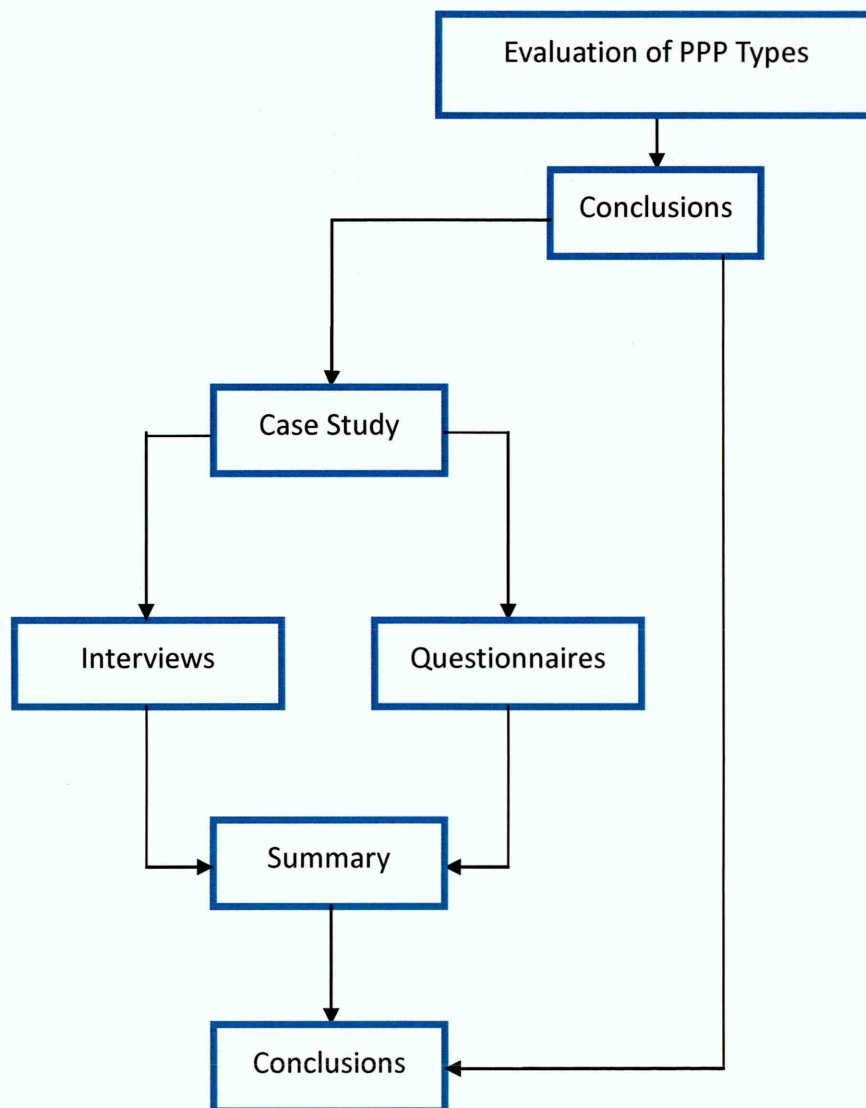 Evaluation of PPP Types
Conclusions
Case Study
Interviews
Questionnaires
Summary
Conclusions